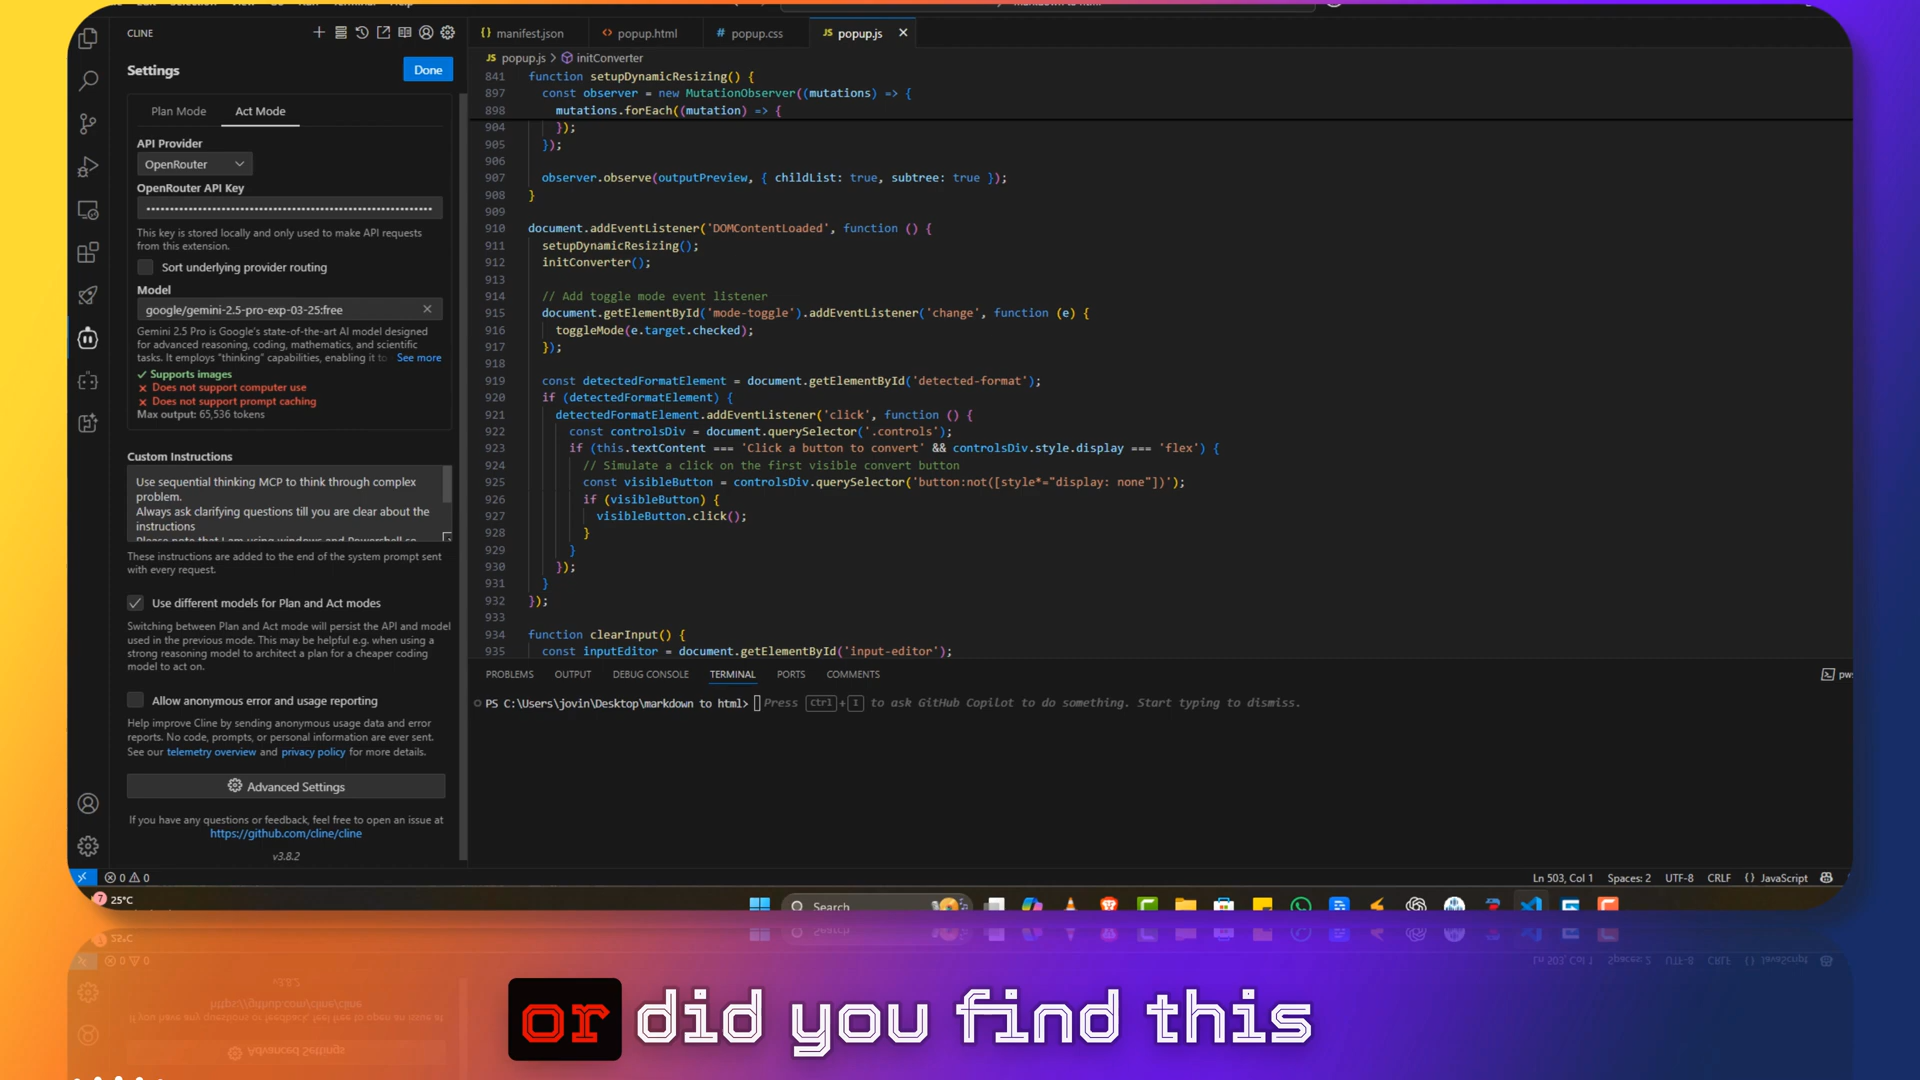 CLINE
Settings
Done
Plan Mode
Act Mode
API Provider
OpenRouter
OpenRouter API Key
This key is stored locally and only used to make API requests
from this extension.
Sort underlying provider routing
Model
google/gemini-2.5-pro-exp-03-25:free
Gemini 2.5 Pro is Google's state-of-the-art AI model designed
for advanced reasoning, coding, mathematics, and scientific
tasks. It employs "thinking" capabilities, enabling it to
See more
Supports images
Does not support computer use
Does not support prompt caching
Max output: 65,536 tokens
Custom Instructions
Use sequential thinking MCP to think through complex
problem.
Always ask clarifying questions till you are clear about the
instructions
Please note that I am using windows and Powershell so
These instructions are added to the end of the system prompt sent
with every request.
Use different models for Plan and Act modes
Switching between Plan and Act mode will persist the API and model
used in the previous mode. This may be helpful e.g. when using a
strong reasoning model to architect a plan for a cheaper coding
model to act on.
Allow anonymous error and usage reporting
Help improve Cline by sending anonymous usage data and error
reports. No code, prompts, or personal information are ever sent.
See our telemetry overview and privacy policy for more details.
Advanced Settings
If you have any questions or feedback, feel free to open an issue at
https://github.com/cline/cline
v3.8.2
manifest.json
popup.html
popup.css
JS popup.js
JS popup.js > initConverter
841 function setupDynamicResizing() {
897 const observer = new MutationObserver((mutations) => {
898 mutations.forEach((mutation) => {
904 });
905 });
906
907 observer.observe(outputPreview, { childList: true, subtree: true });
908 }
909
910 document.addEventListener('DOMContentLoaded', function () {
911 setupDynamicResizing();
912 initConverter();
913
914 // Add toggle mode event listener
915 document.getElementById('mode-toggle').addEventListener('change', function (e) {
916 toggleMode(e.target.checked);
917 });
918
919 const detectedFormatElement = document.getElementById('detected-format');
920 if (detectedFormatElement) {
921 detectedFormatElement.addEventListener('click', function () {
922 const controlsDiv = document.querySelector('.controls');
923 if (this.textContent === 'Click a button to convert' && controlsDiv.style.display === 'flex') {
924 // Simulate a click on the first visible convert button
925 const visibleButton = controlsDiv.querySelector('button:not([style*="display: none"])');
926 if (visibleButton) {
927 visibleButton.click();
928 }
929 }
930 });
931 }
932 });
933
934 function clearInput() {
935 const inputEditor = document.getElementById('input-editor');
PROBLEMS
OUTPUT
DEBUG CONSOLE
TERMINAL
PORTS
COMMENTS
PS C:\Users\jovin\Desktop\markdown to html> Press Ctrl + I to ask GitHub Copilot to do something. Start typing to dismiss.
0 0
Ln 503, Col 1
Spaces: 2
UTF-8
CRLF
{} JavaScript
7
25°C
Search
or did you find this